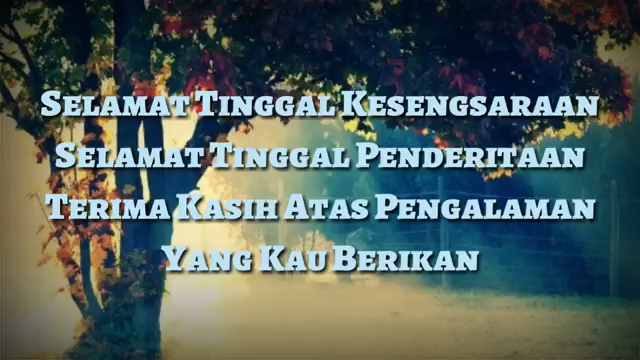 Selamat Tinggal Kesengsaraan
Selamat Tinggal Penderitaan
Terima Kasih Atas Pengalaman
Yang Kau Berikan